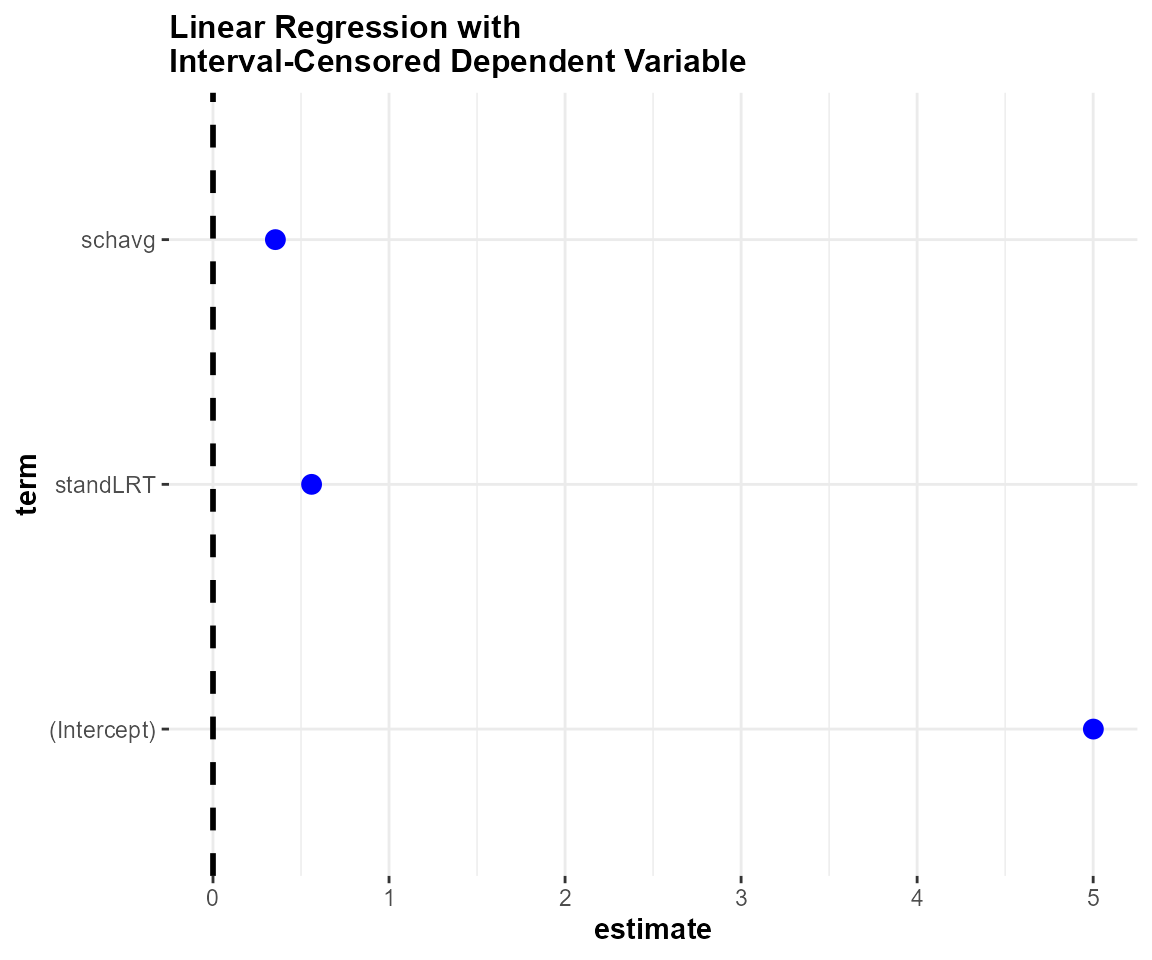 Linear Regression with
Interval-Censored Dependent Variable
term
schavg
standLRT
(Intercept)
0 1 2 3 4 5
estimate